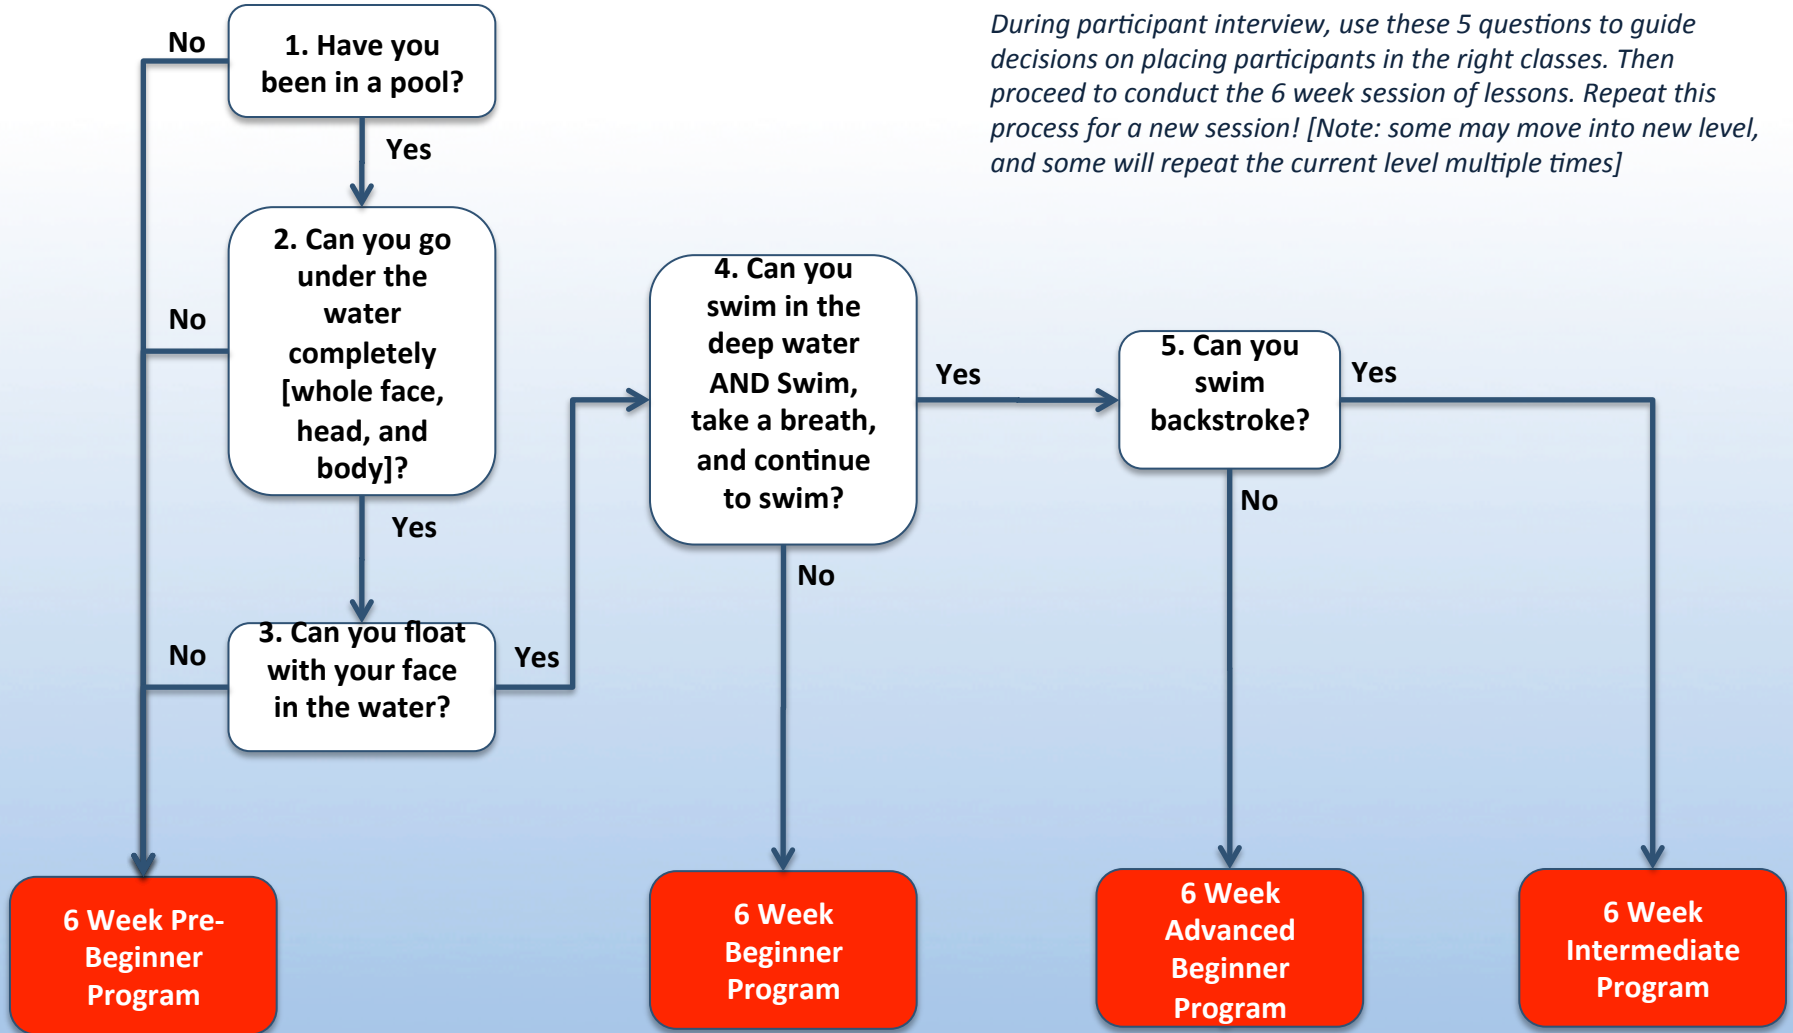 During participant interview, use these 5 questions to guide
decisions on placing participants in the right classes. Then
proceed to conduct the 6 week session of lessons. Repeat this
process for a new session! [Note: some may move into new level,
and some will repeat the current level multiple times]
No
1. Have you
been in a pool?
Yes
2. Can you go
under the
water
completely
[whole face,
head, and
body]?
No
Yes
3. Can you float
with your face
in the water?
No
Yes
4. Can you
swim in the
deep water
AND Swim,
take a breath,
and continue
to swim?
Yes
No
5. Can you
swim
backstroke?
Yes
No
6 Week Pre-
Beginner
Program
6 Week
Beginner
Program
6 Week
Advanced
Beginner
Program
6 Week
Intermediate
Program